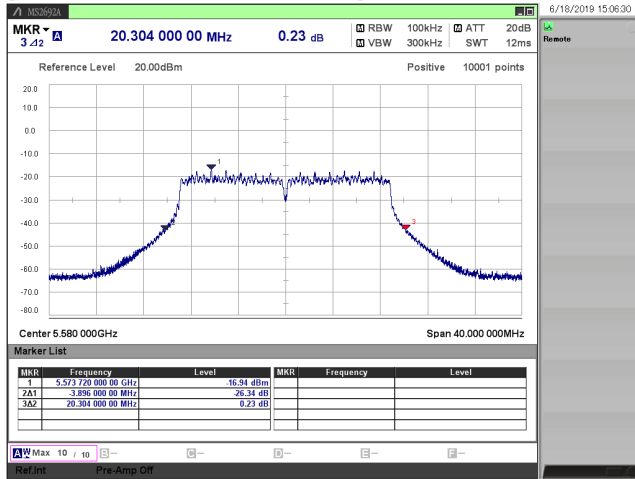 MS2692A
6/18/2019 15:06:30
MKR
3Δ12
A
20.304 000 00 MHz
0.23 dB
RBW 100kHz
ATT 20dB
VBW 300kHz
SWT 12ms
Remote
Reference Level 20.00dBm
Positive 10001 points
20.0
10.0
0.0
-10.0
-20.0
-30.0
-40.0
-50.0
-60.0
-70.0
-80.0
1
2
3
Center 5.580 000GHz
Span 40.000 000MHz
Marker List
MKR Frequency Level MKR Frequency Level
1 5.573 720 000 00 GHz -16.94 dBm
2Δ1 -3.896 000 00 MHz -26.34 dB
3Δ2 20.304 000 00 MHz 0.23 dB
A W Max 10 / 10 B— C— D— E— F—
Ref.Int Pre-Amp Off